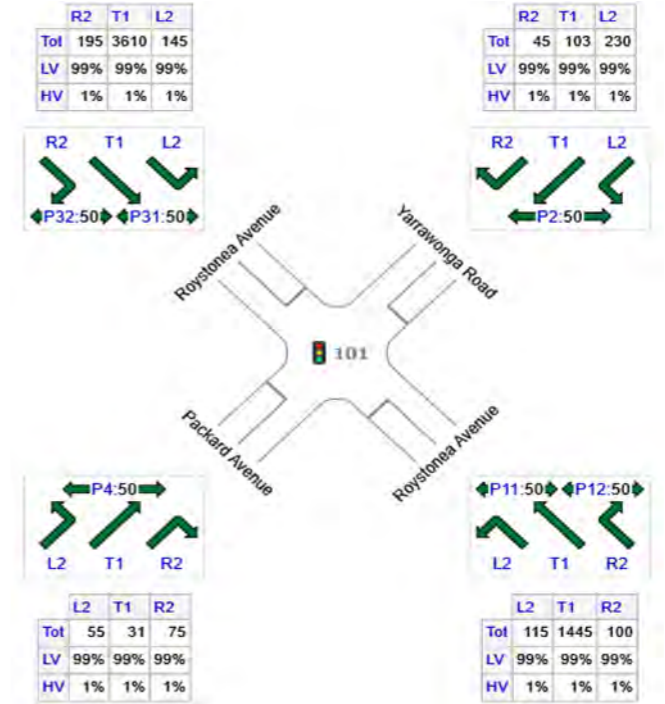 R2 T1 L2
Tot 195 3610 145
LV 99% 99% 99%
HV 1% 1% 1%
R2 T1 L2
Tot 45 103 230
LV 99% 99% 99%
HV 1% 1% 1%
R2 T1 L2
P32:50 P31:50
R2 T1 L2
P2:50
Roystonea Avenue
Yarrawonga Road
101
Packard Avenue
Roystonea Avenue
P4:50
L2 T1 R2
P11:50 P12:50
L2 T1 R2
L2 T1 R2
Tot 55 31 75
LV 99% 99% 99%
HV 1% 1% 1%
L2 T1 R2
Tot 115 1445 100
LV 99% 99% 99%
HV 1% 1% 1%